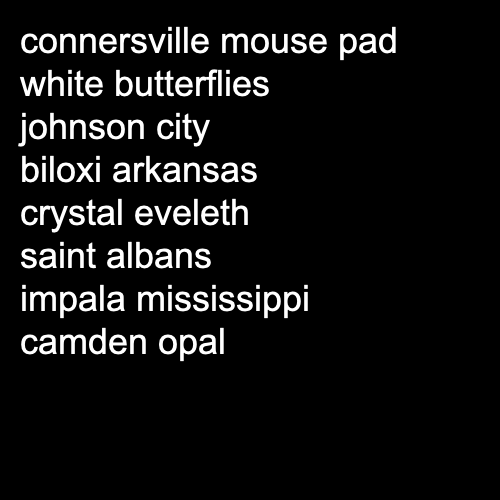 connersville mouse pad
white butterflies
johnson city
biloxi arkansas
crystal eveleth
saint albans
impala mississippi
camden opal